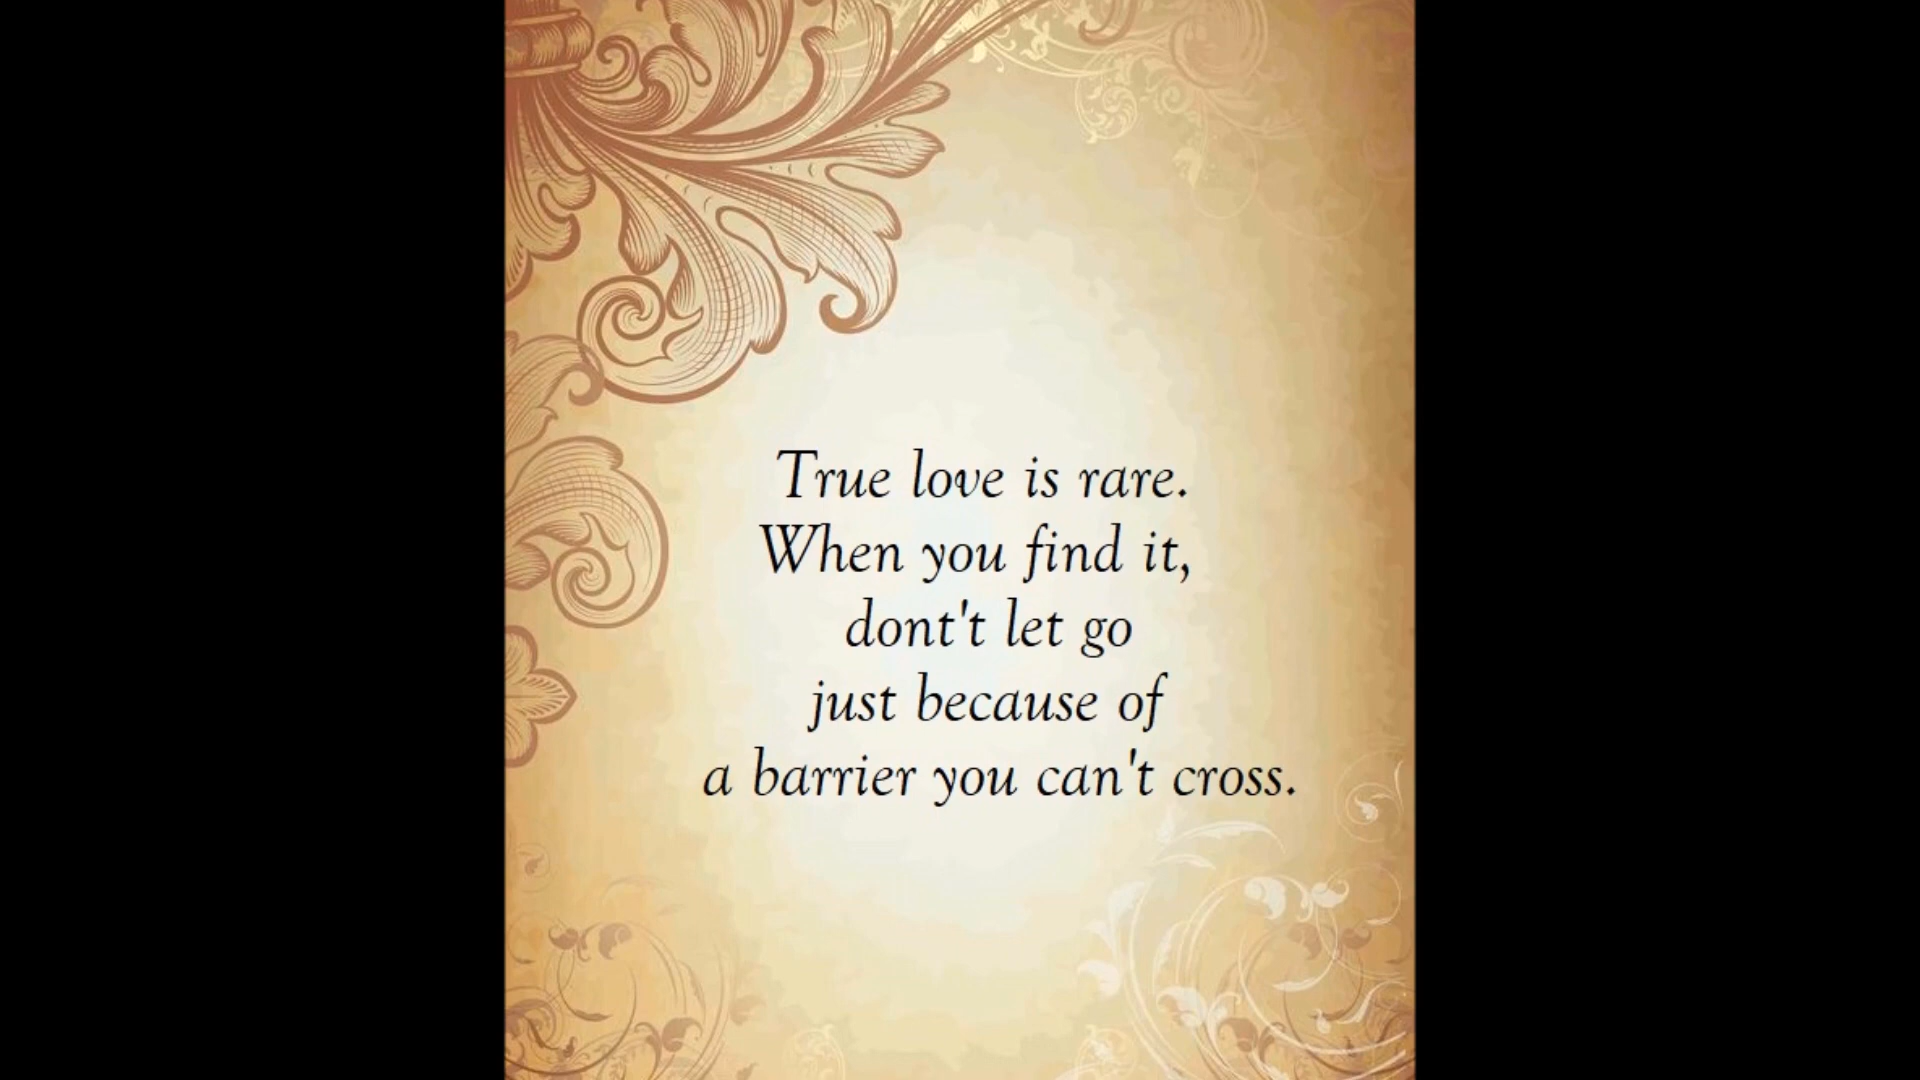 True love is rare.
When you find it,
dont't let go
just because of
a barrier you can't cross.